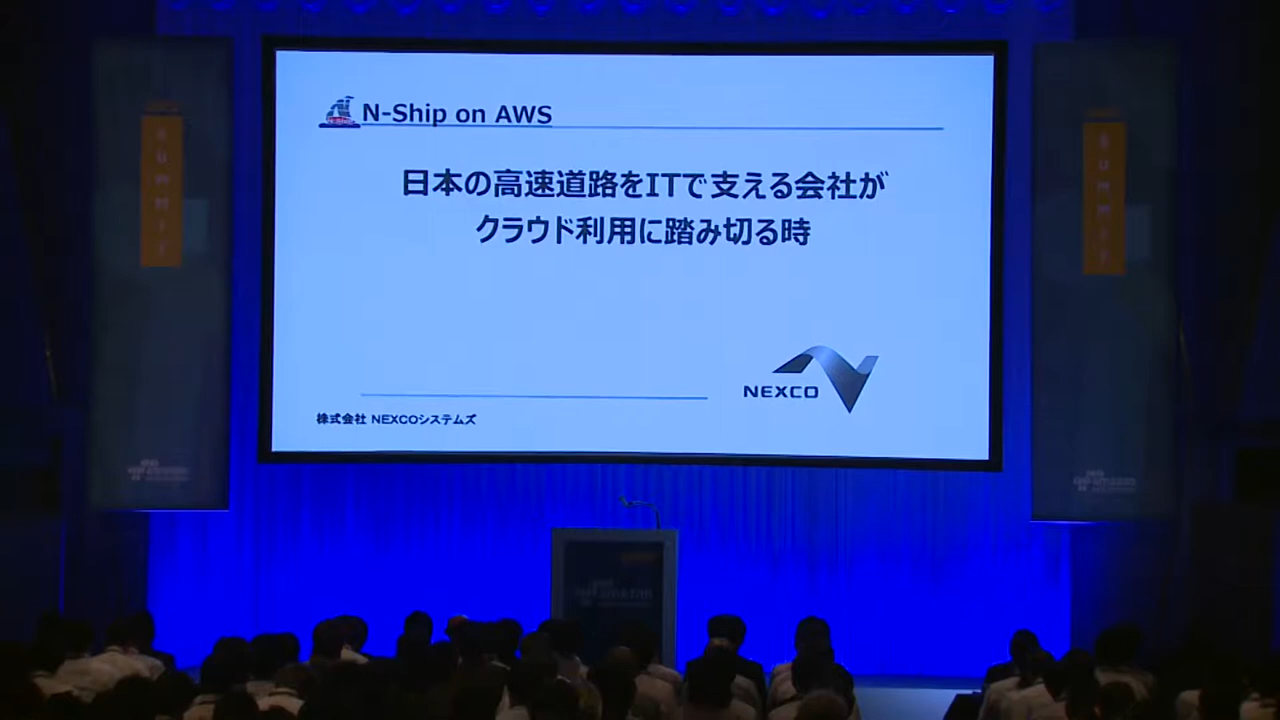 N-Ship on AWS
日本の高速道路をITで支える会社が
クラウド利用に踏み切る時
NEXCO
株式会社 NEXCOシステムズ
summit
summit